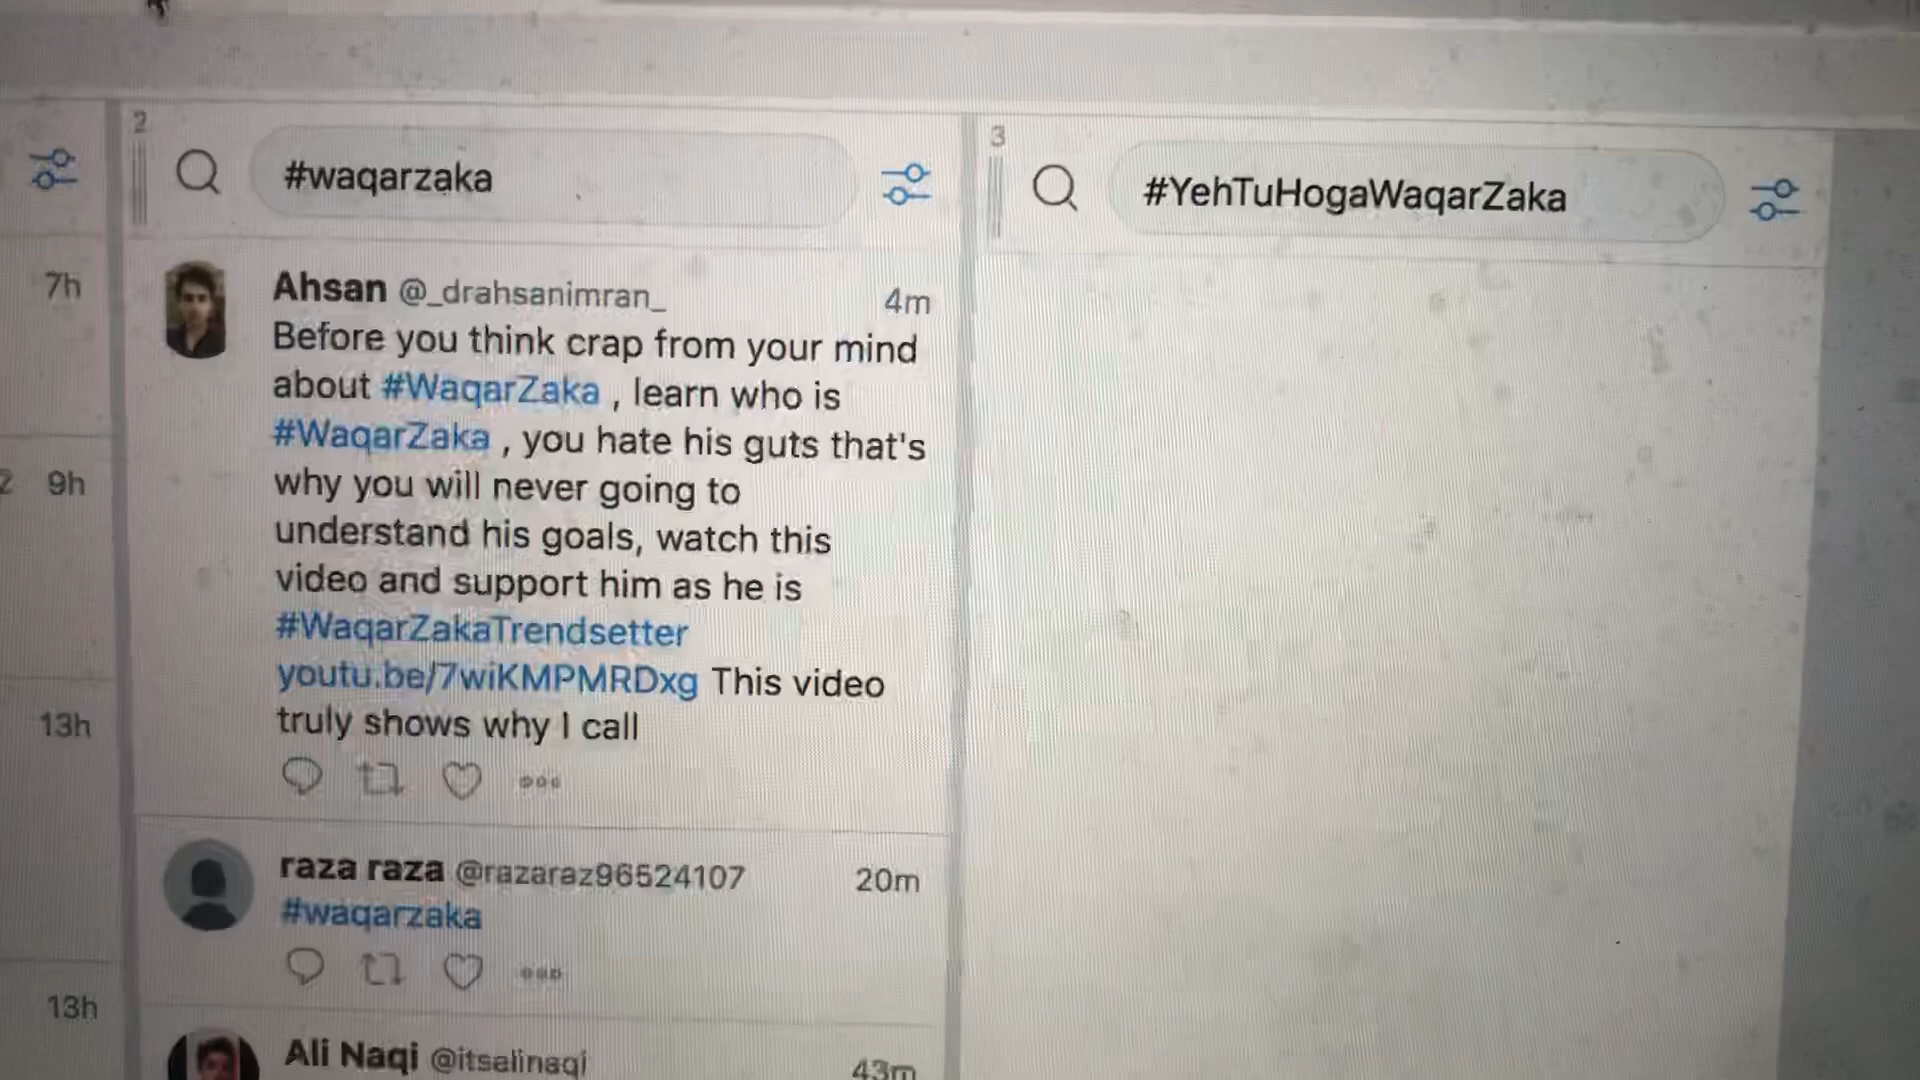 7h
2 9h
13h
13h
2
#waqarzaka
Ahsan @_drahsanimran_ 4m
Before you think crap from your mind
about #WaqarZaka , learn who is
#WaqarZaka , you hate his guts that's
why you will never going to
understand his goals, watch this
video and support him as he is
#WaqarZakaTrendsetter
youtu.be/7wiKMPMRDxg This video
truly shows why I call
raza raza @razaraz96524107 20m
#waqarzaka
Ali Naqi @itsalinaqi 43m
3
#YehTuHogaWaqarZaka